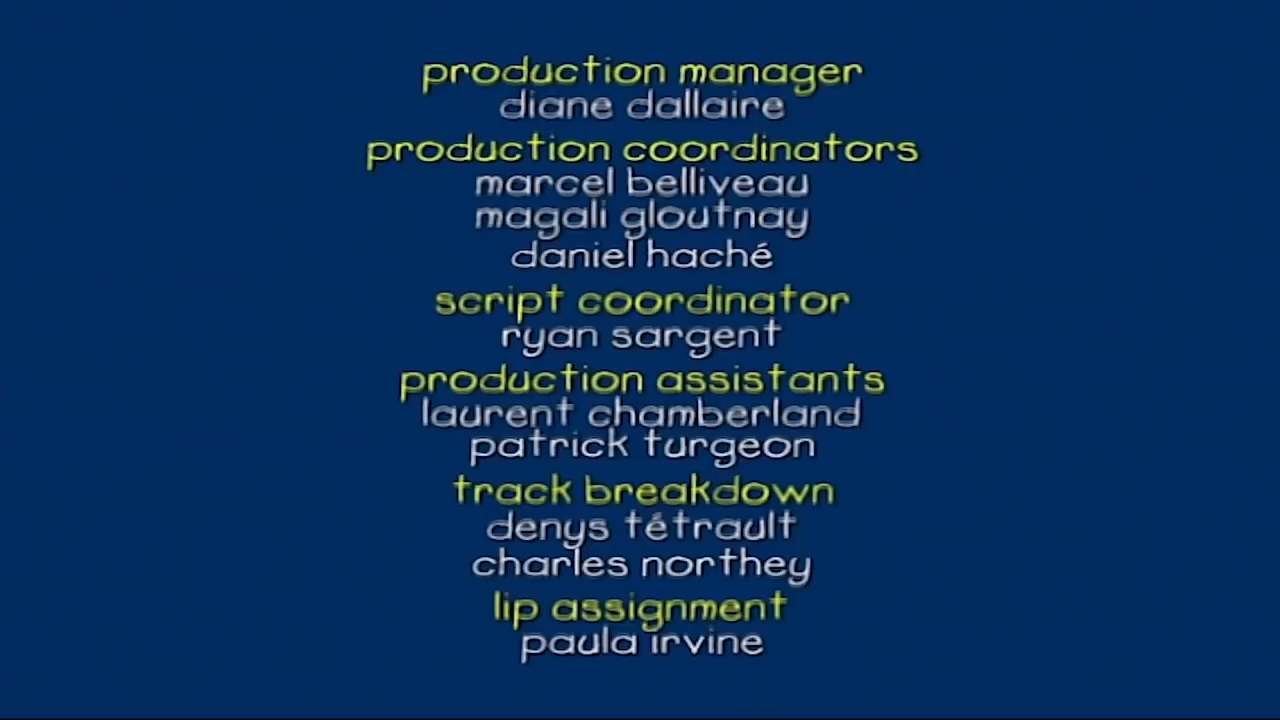 production manager
diane dallaire
production coordinators
marcel belliveau
magali gloutnay
daniel haché
script coordinator
ryan sargent
production assistants
laurent chamberland
patrick turgeon
track breakdown
denys tétrault
charles northey
lip assignment
paula irvine